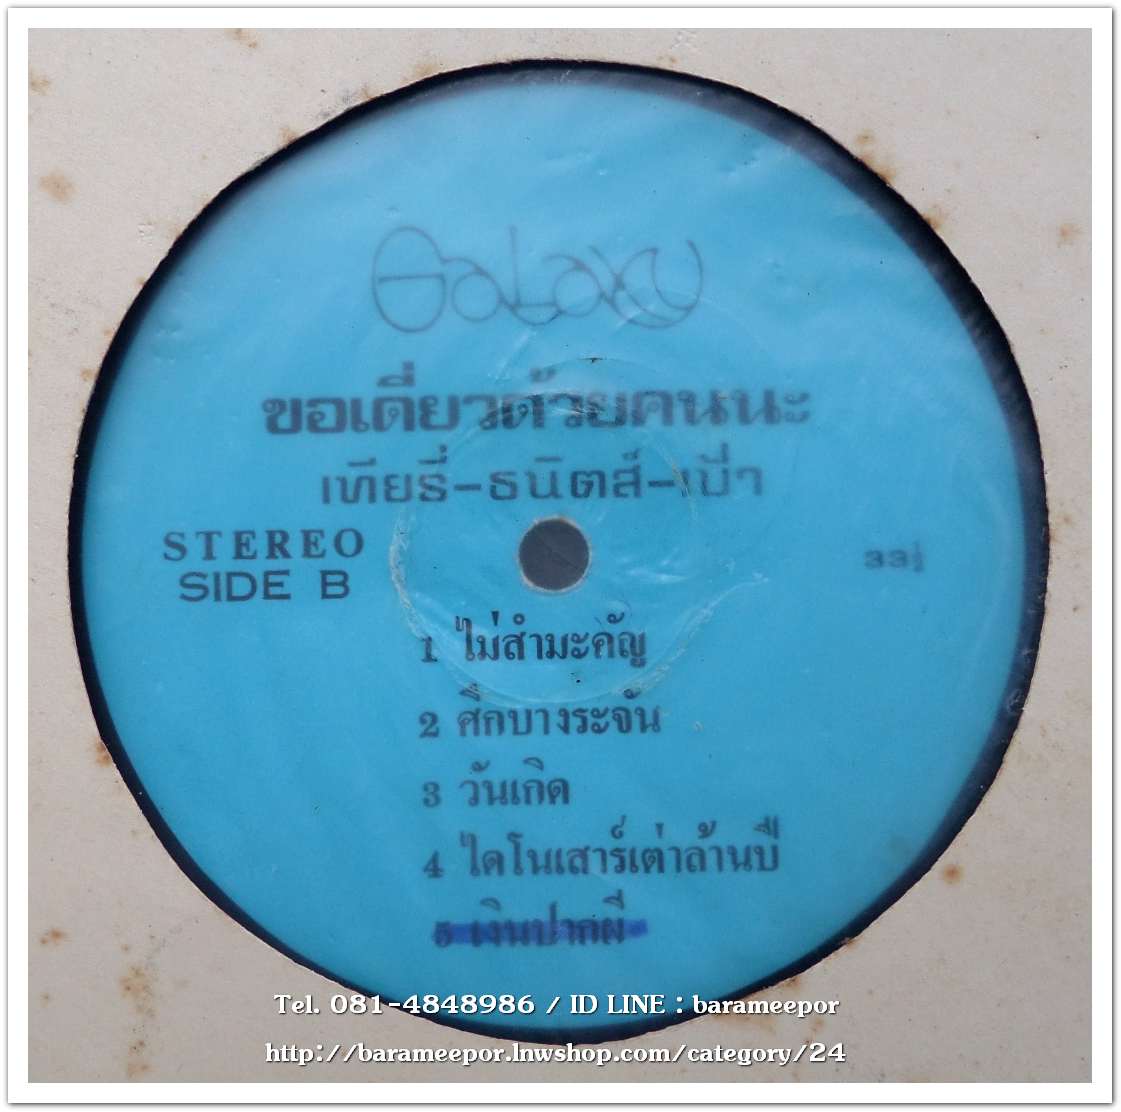 Galaxy
ขอเดี่ยวด้วยคนนะ
เทียรี่-ธนิตส์-เป่า
STEREO
SIDE B
33⅓
1 ไม่สำมะคัญ
2 ศึกบางระจัน
3 วันเกิด
4 ไดโนเสาร์เต่าล้านปี
5 เงินปากผี
Tel. 081-4848986 / ID LINE : barameepor
http://barameepor.lnwshop.com/category/24